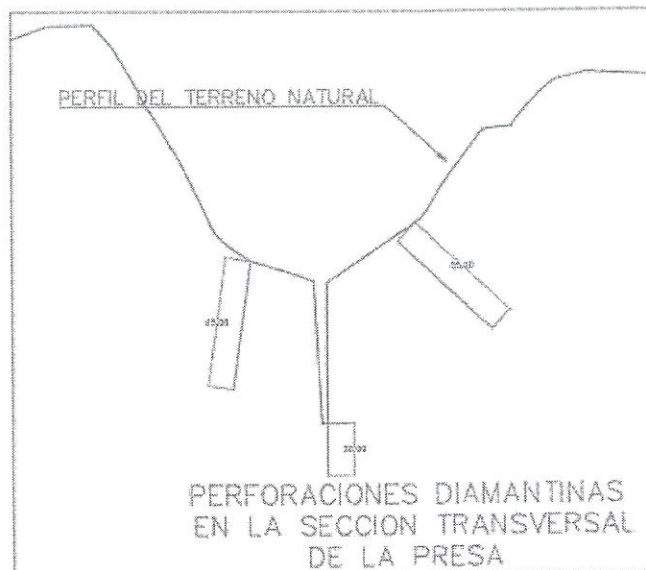 PERFIL DEL TERRENO NATURAL
PERFORACIONES DIAMANTINAS
EN LA SECCION TRANSVERSAL
DE LA PRESA